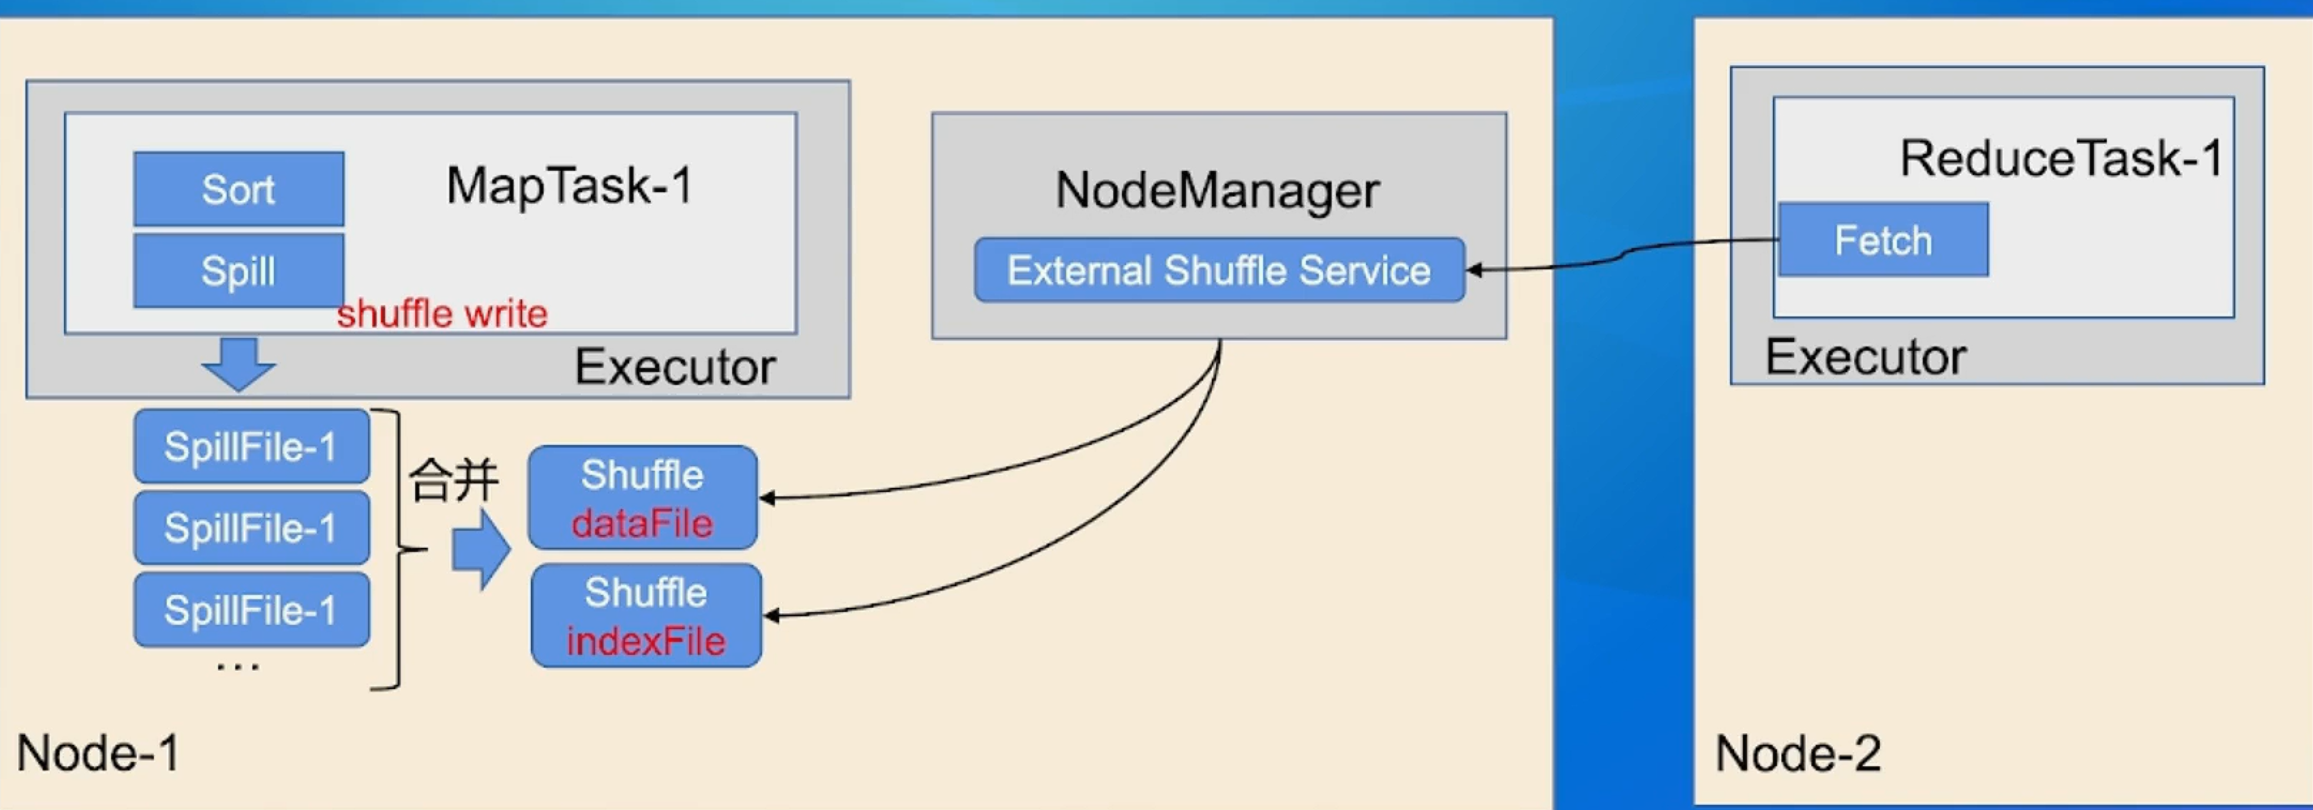 Sort
MapTask-1
Spill
shuffle write
Executor
SpillFile-1
SpillFile-1
SpillFile-1
...
合并
Shuffle
dataFile
Shuffle
indexFile
NodeManager
External Shuffle Service
Node-1
ReduceTask-1
Fetch
Executor
Node-2